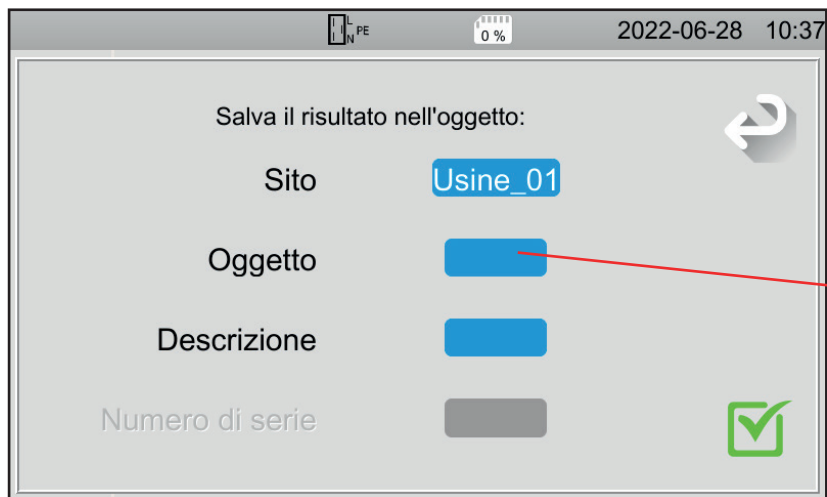 L
N PE
0 %
2022-06-28 10:37
Salva il risultato nell'oggetto:
Sito Usine_01
Oggetto
Descrizione
Numero di serie